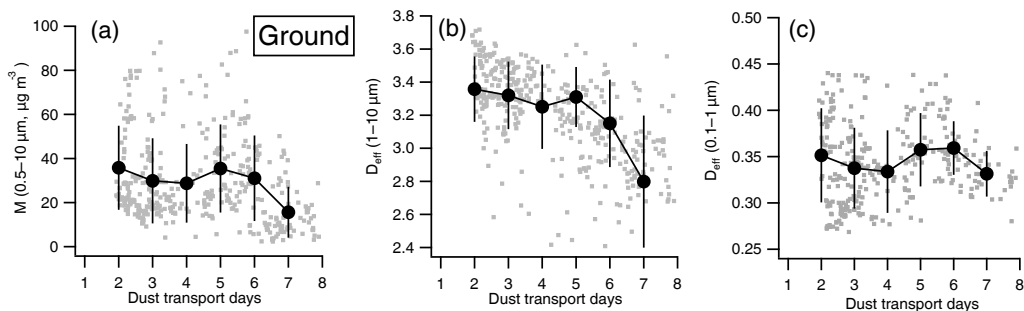 (a)
Ground
M (0.5–10 µm, µg m⁻³)
100
80
60
40
20
0
1 2 3 4 5 6 7 8
Dust transport days
(b)
D_eff (1–10 µm)
3.8
3.6
3.4
3.2
3.0
2.8
2.6
2.4
1 2 3 4 5 6 7 8
Dust transport days
(c)
D_eff (0.1–1 µm)
0.50
0.45
0.40
0.35
0.30
0.25
1 2 3 4 5 6 7 8
Dust transport days